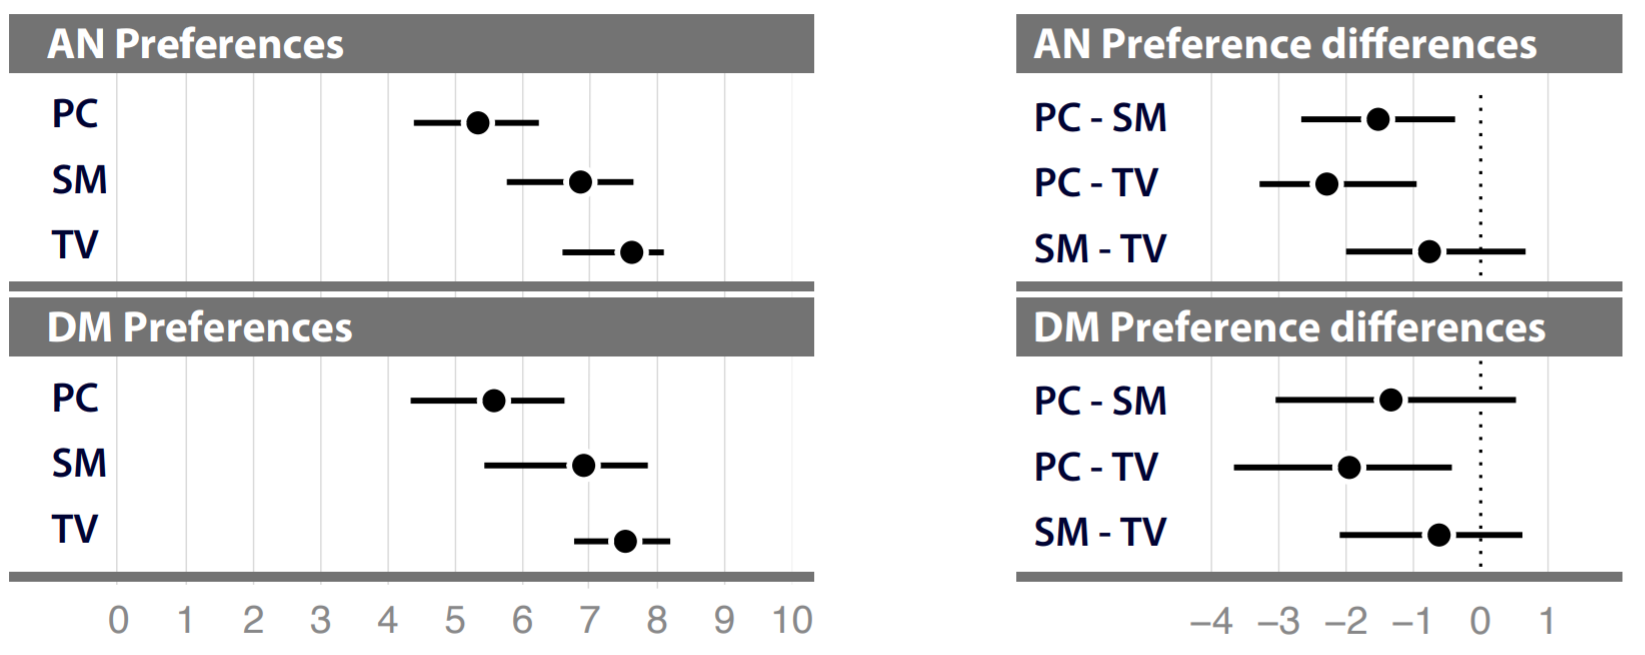 AN Preferences
PC
SM
TV
DM Preferences
PC
SM
TV
0 1 2 3 4 5 6 7 8 9 10
AN Preference differences
PC - SM
PC - TV
SM - TV
DM Preference differences
PC - SM
PC - TV
SM - TV
−4 −3 −2 −1 0 1